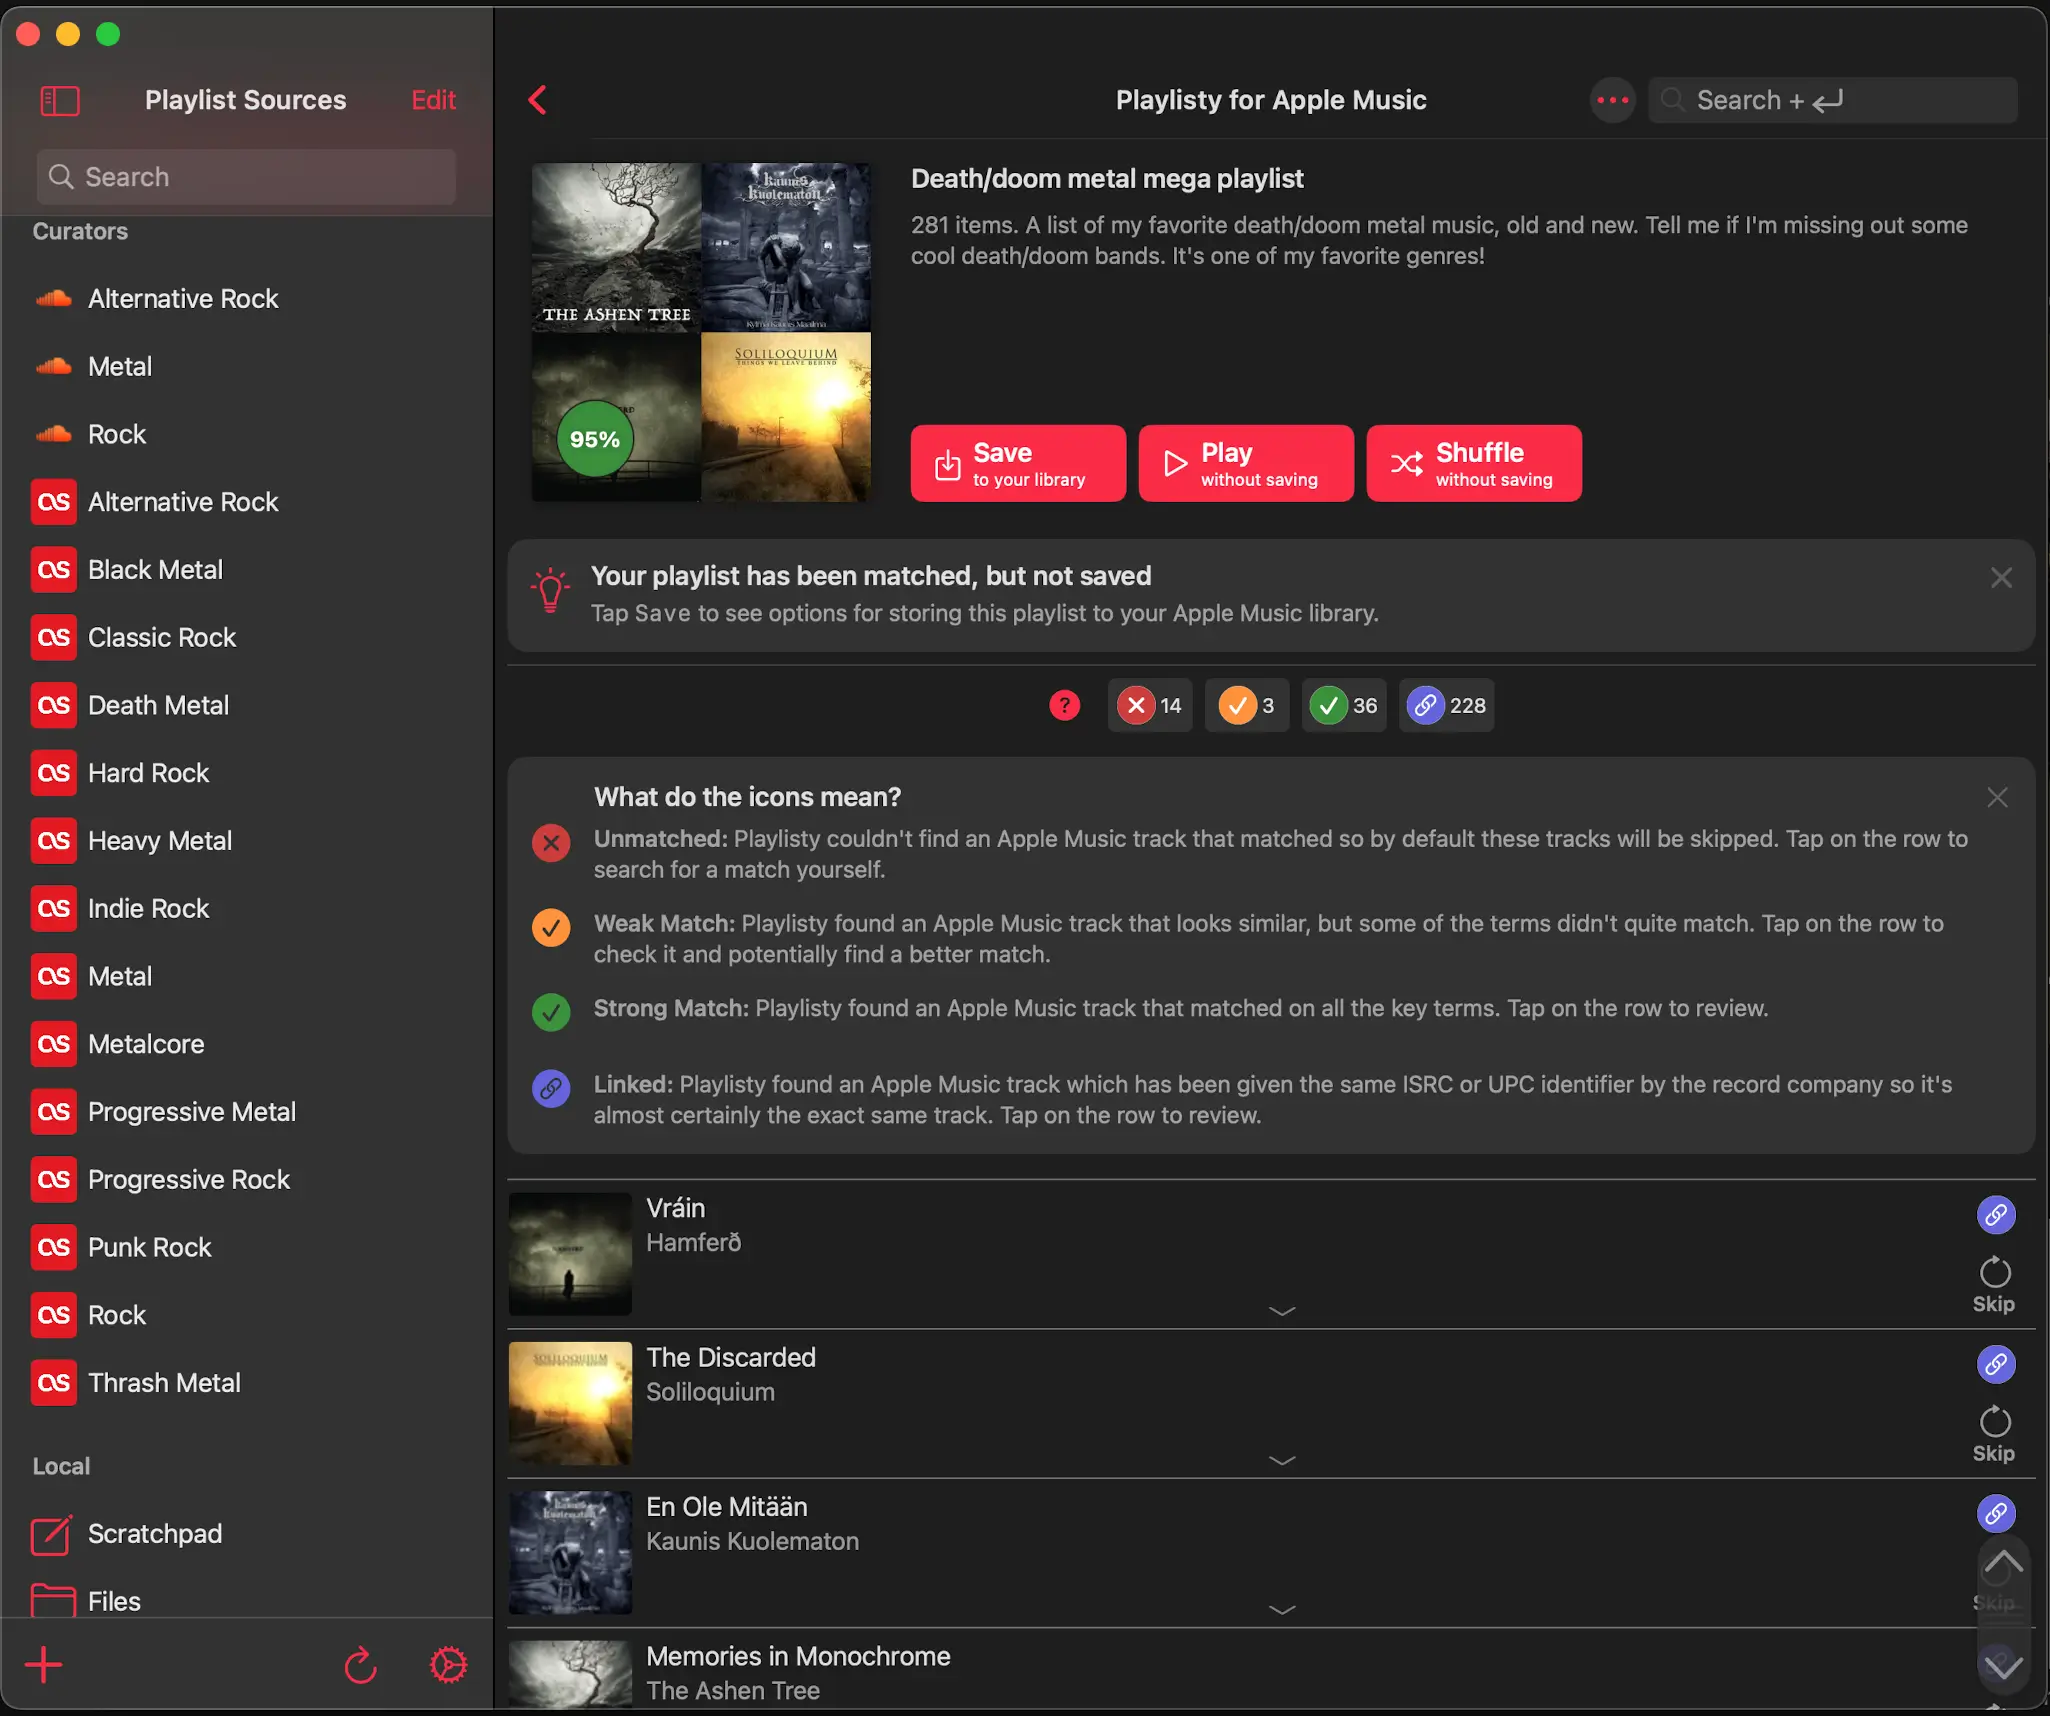 Playlist Sources
Edit
Search
Curators
Alternative Rock
Metal
Rock
Alternative Rock
Black Metal
Classic Rock
Death Metal
Hard Rock
Heavy Metal
Indie Rock
Metal
Metalcore
Progressive Metal
Progressive Rock
Punk Rock
Rock
Thrash Metal
Local
Scratchpad
Files
Playlisty for Apple Music
Search +
THE ASHEN TREE
Kaunis
Kuolematon
Kylmä Kaunis Maailma
95%
SOLILOQUIUM
THINGS WE LEAVE BEHIND
Death/doom metal mega playlist
281 items. A list of my favorite death/doom metal music, old and new. Tell me if I'm missing out some
cool death/doom bands. It's one of my favorite genres!
Save
to your library
Play
without saving
Shuffle
without saving
Your playlist has been matched, but not saved
Tap Save to see options for storing this playlist to your Apple Music library.
?
14
3
36
228
What do the icons mean?
Unmatched: Playlisty couldn't find an Apple Music track that matched so by default these tracks will be skipped. Tap on the row to
search for a match yourself.
Weak Match: Playlisty found an Apple Music track that looks similar, but some of the terms didn't quite match. Tap on the row to
check it and potentially find a better match.
Strong Match: Playlisty found an Apple Music track that matched on all the key terms. Tap on the row to review.
Linked: Playlisty found an Apple Music track which has been given the same ISRC or UPC identifier by the record company so it's
almost certainly the exact same track. Tap on the row to review.
Vráin
Hamferð
Skip
SOLILOQUIUM
The Discarded
Soliloquium
Skip
Kaunis
Kuolematon
En Ole Mitään
Kaunis Kuolematon
Skip
Memories in Monochrome
The Ashen Tree